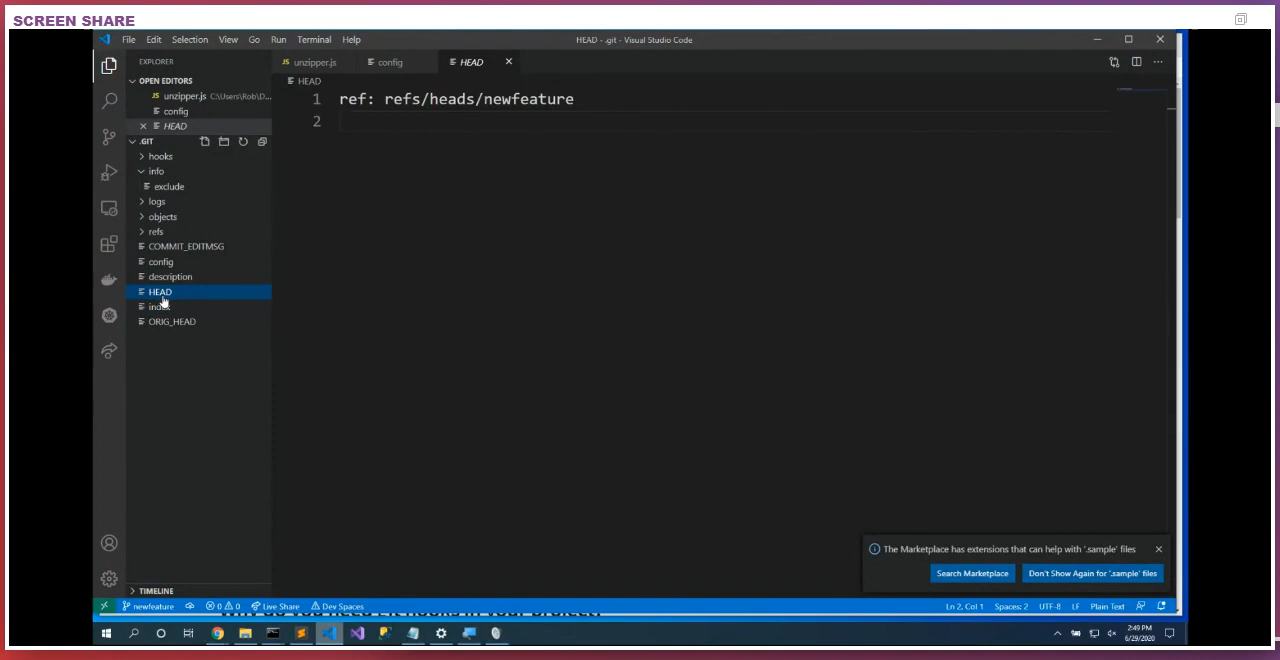 SCREEN SHARE
File Edit Selection View Go Run Terminal Help
HEAD - .git - Visual Studio Code
EXPLORER
unzipper.js config HEAD
OPEN EDITORS
HEAD
unzipper.js C:\Users\Rob\D...
config
HEAD
.GIT
hooks
info
exclude
logs
objects
refs
COMMIT_EDITMSG
config
description
HEAD
index
ORIG_HEAD
1 ref: refs/heads/newfeature
2
The Marketplace has extensions that can help with '.sample' files
Search Marketplace Don't Show Again for '.sample' files
TIMELINE
newfeature 0 0 Live Share Dev Spaces
Ln 2, Col 1 Spaces: 2 UTF-8 LF Plain Text
2:49 PM
6/29/2020